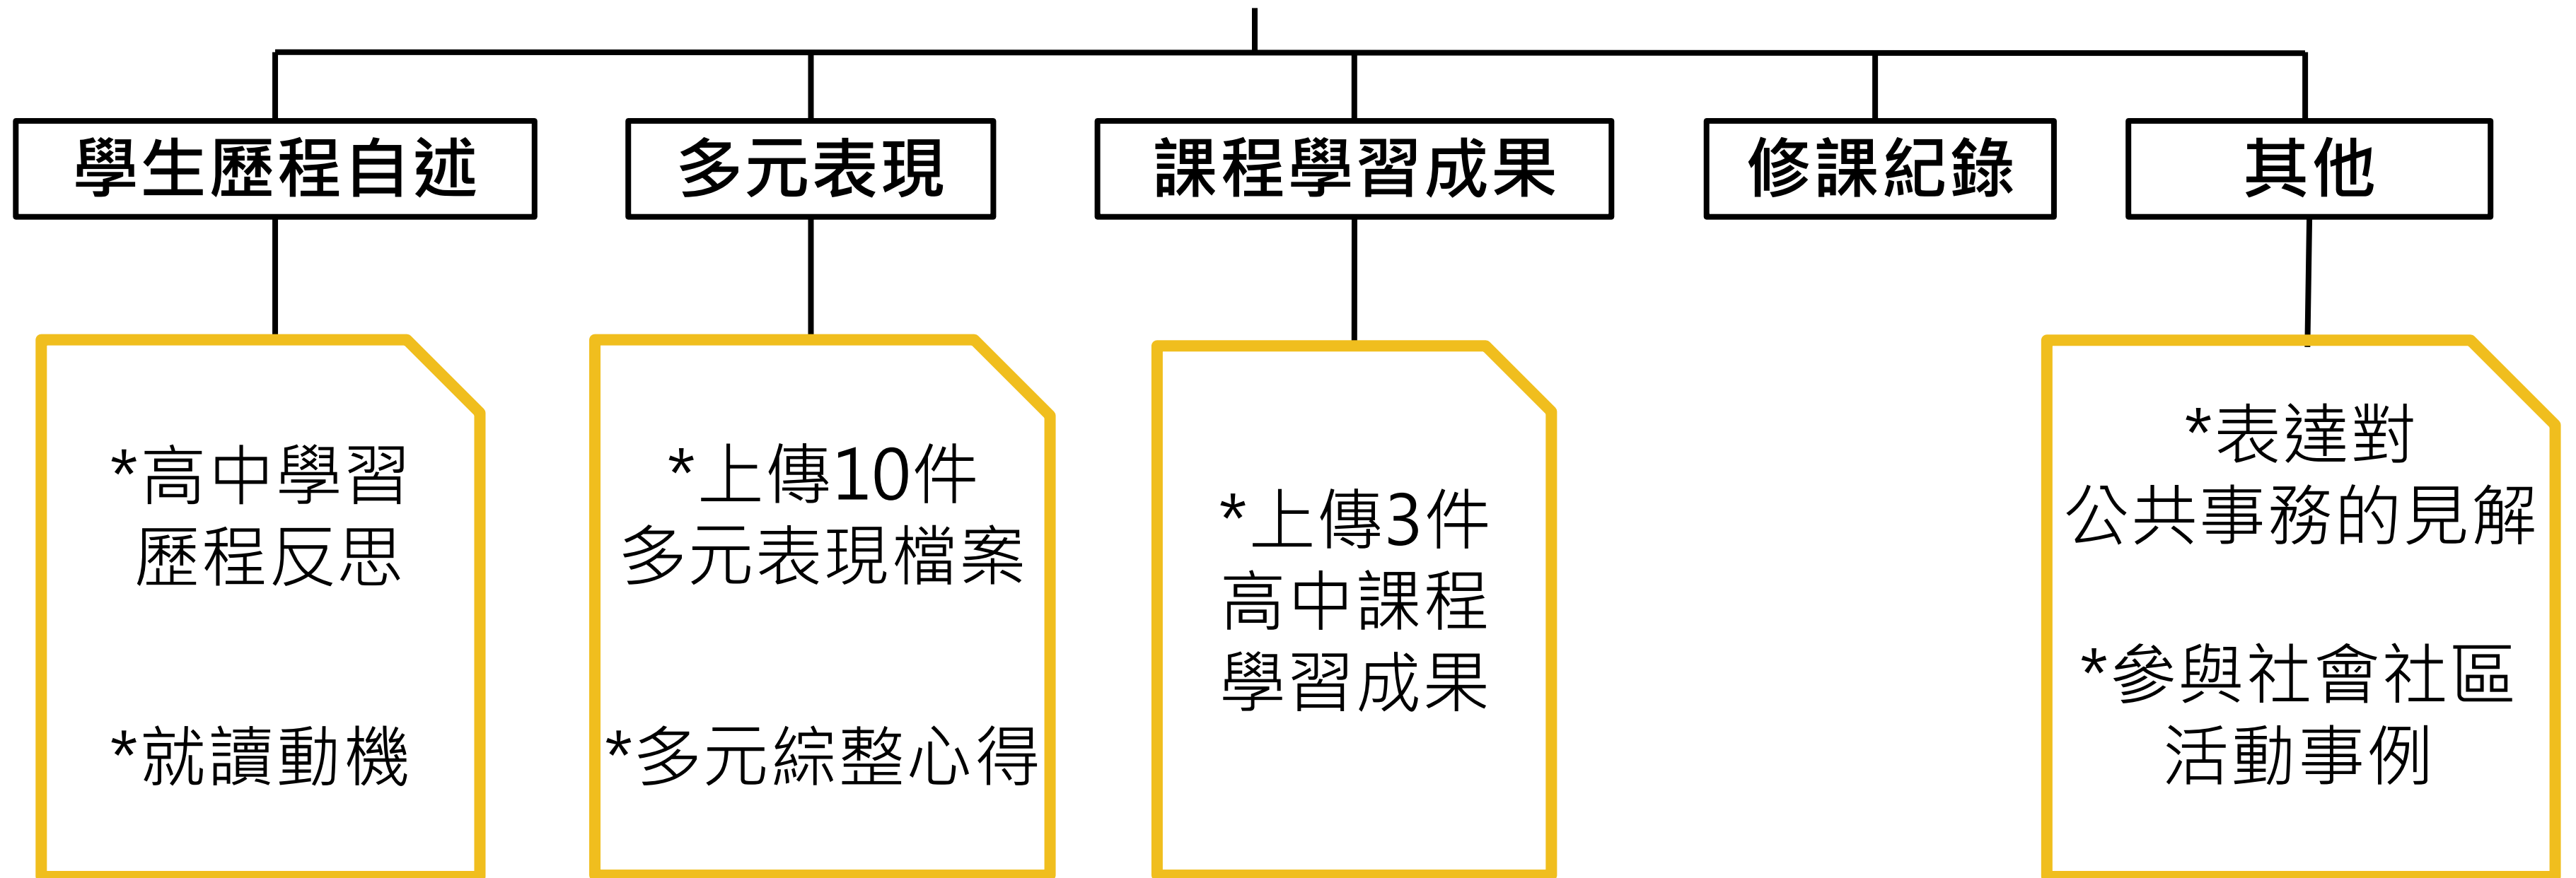 學生歷程自述
多元表現
課程學習成果
修課紀錄
其他
*高中學習
歷程反思
*就讀動機
*上傳10件
多元表現檔案
*多元綜整心得
*上傳3件
高中課程
學習成果
*表達對
公共事務的見解
*參與社會社區
活動事例